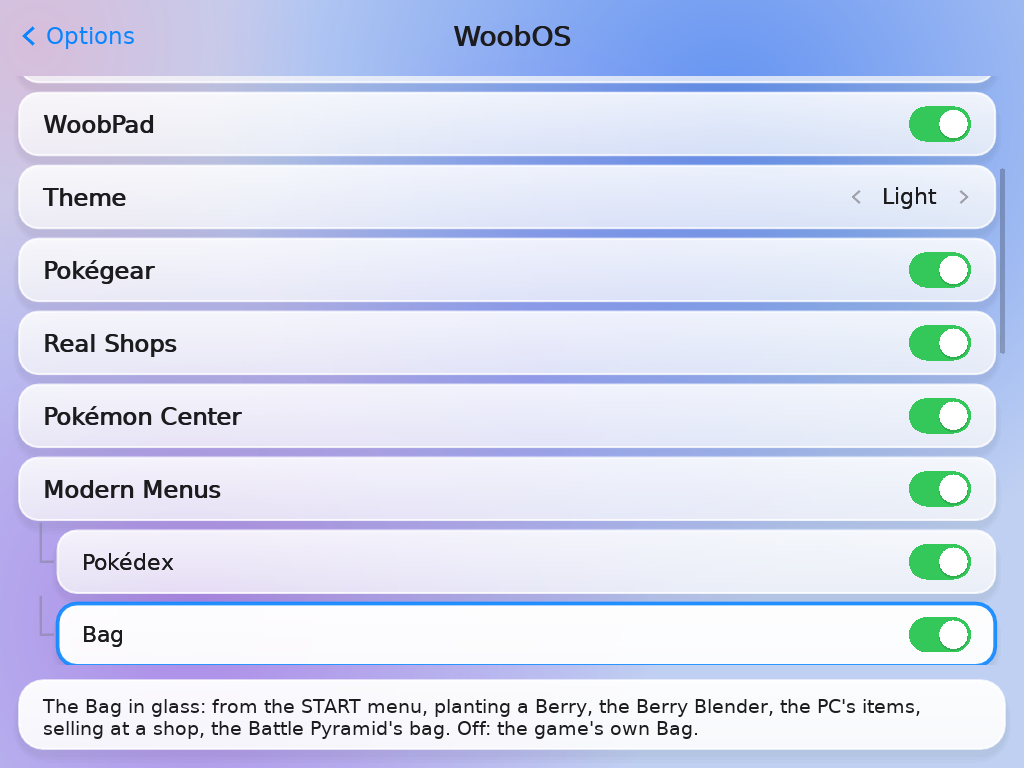 Options
WoobOS
WoobPad
Theme
Light
Pokégear
Real Shops
Pokémon Center
Modern Menus
Pokédex
Bag
The Bag in glass: from the START menu, planting a Berry, the Berry Blender, the PC's items,
selling at a shop, the Battle Pyramid's bag. Off: the game's own Bag.